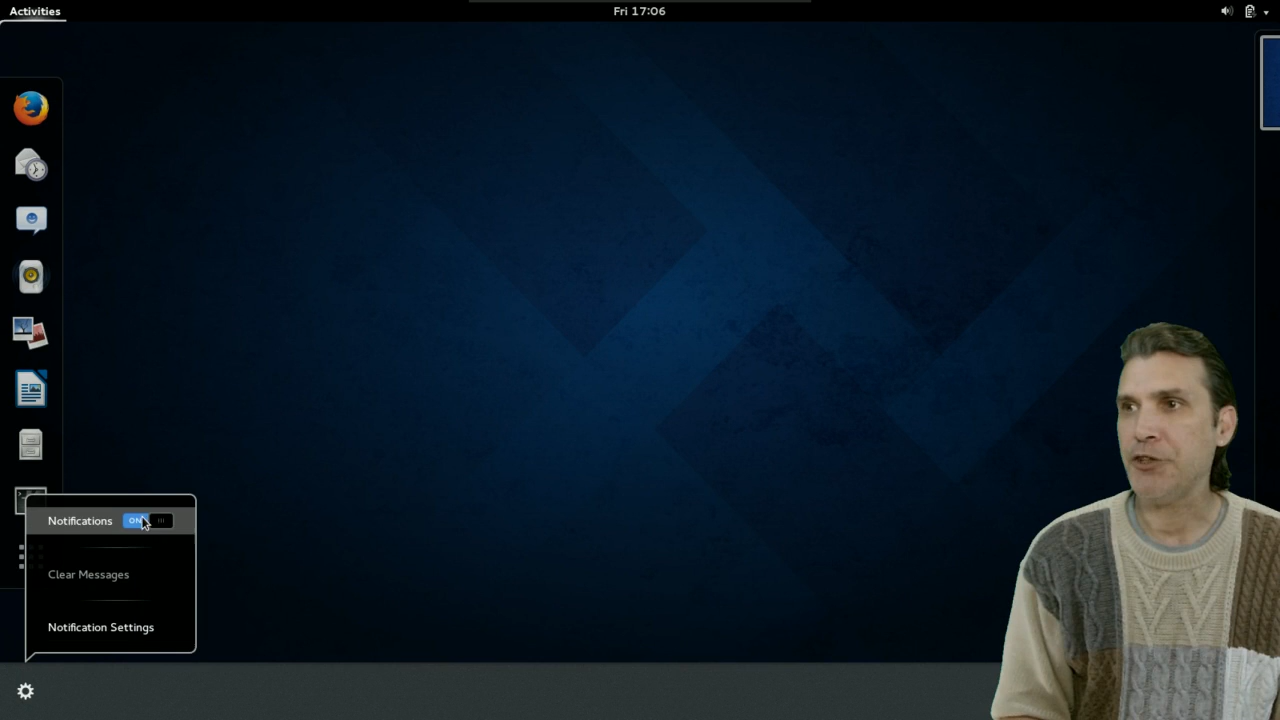 Activities
Fri 17:06
Notifications ON
Clear Messages
Notification Settings